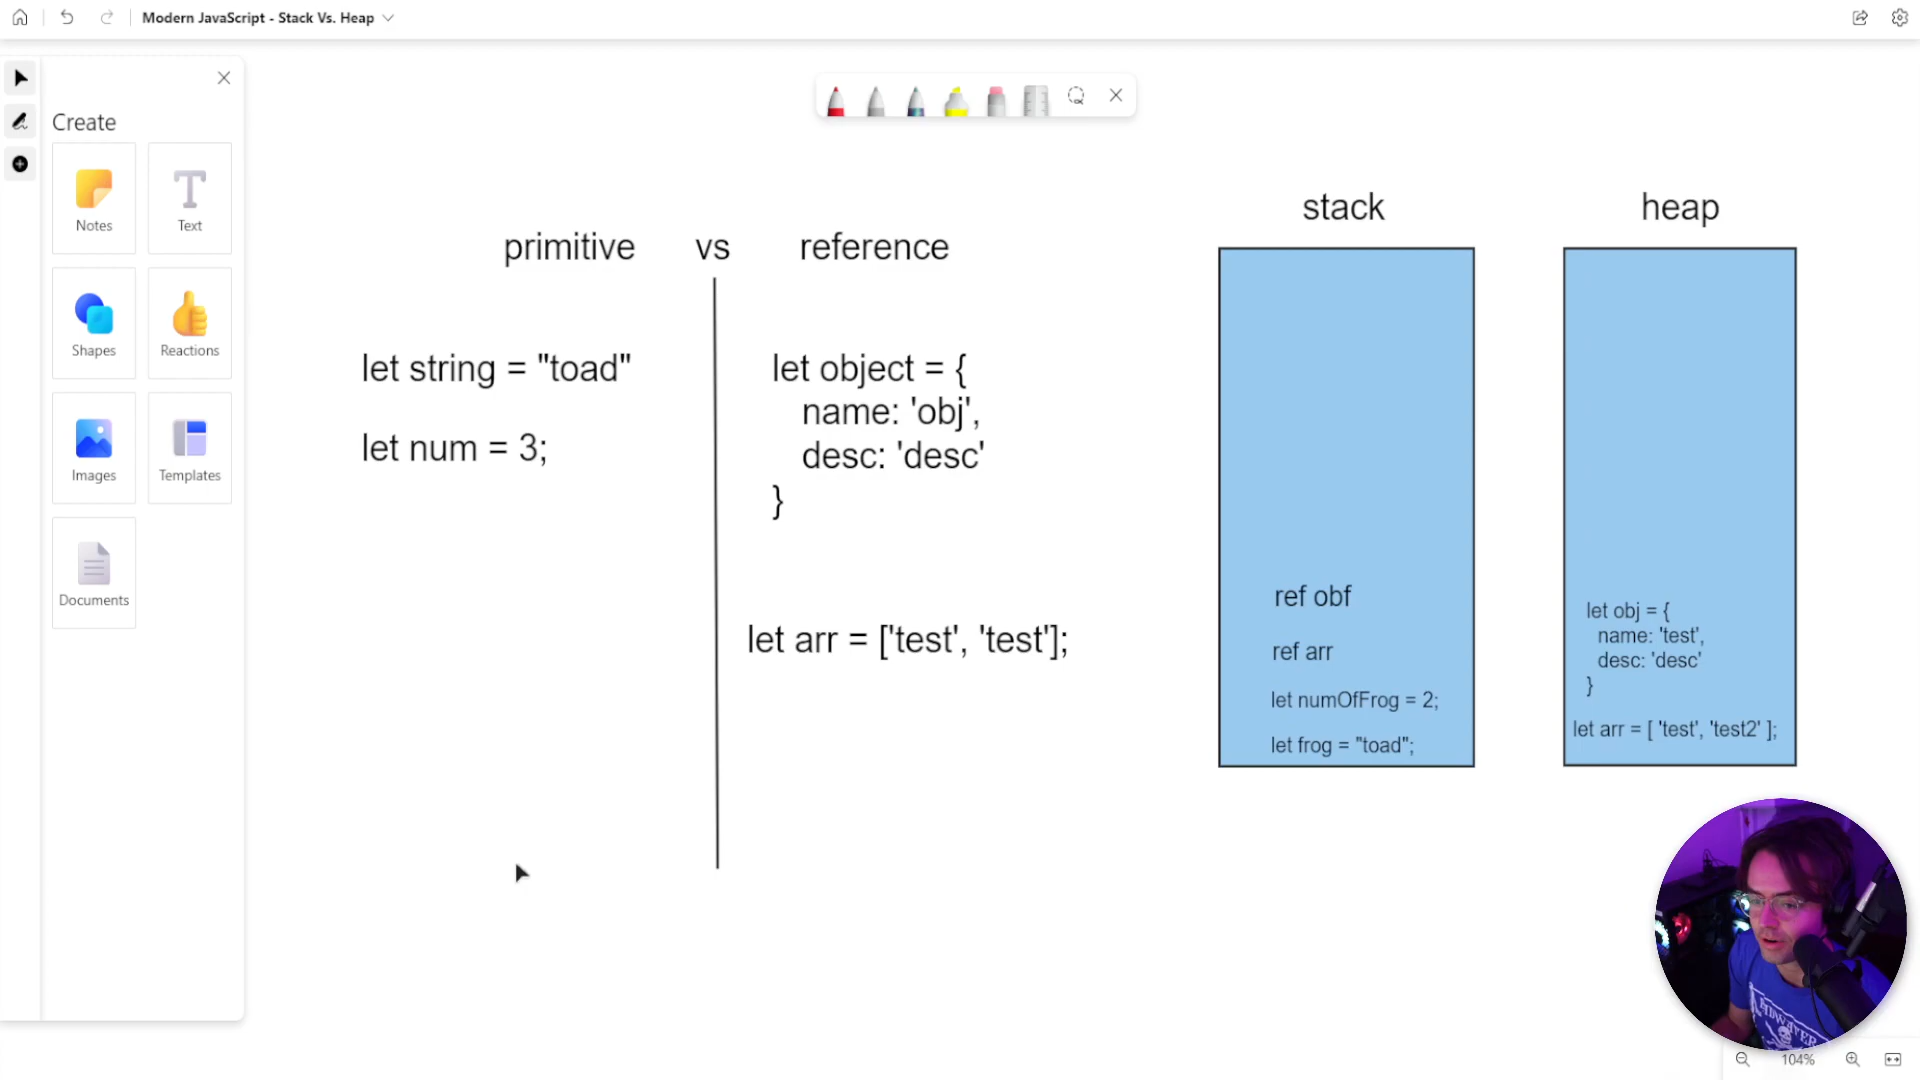 Modern JavaScript - Stack Vs. Heap
Create
Notes
Text
Shapes
Reactions
Images
Templates
Documents
primitive vs reference
let string = "toad"
let num = 3;
let object = {
name: 'obj',
desc: 'desc'
}
let arr = ['test', 'test'];
stack
ref obf
ref arr
let numOfFrog = 2;
let frog = "toad";
heap
let obj = {
name: 'test',
desc: 'desc'
}
let arr = [ 'test', 'test2' ];
104%